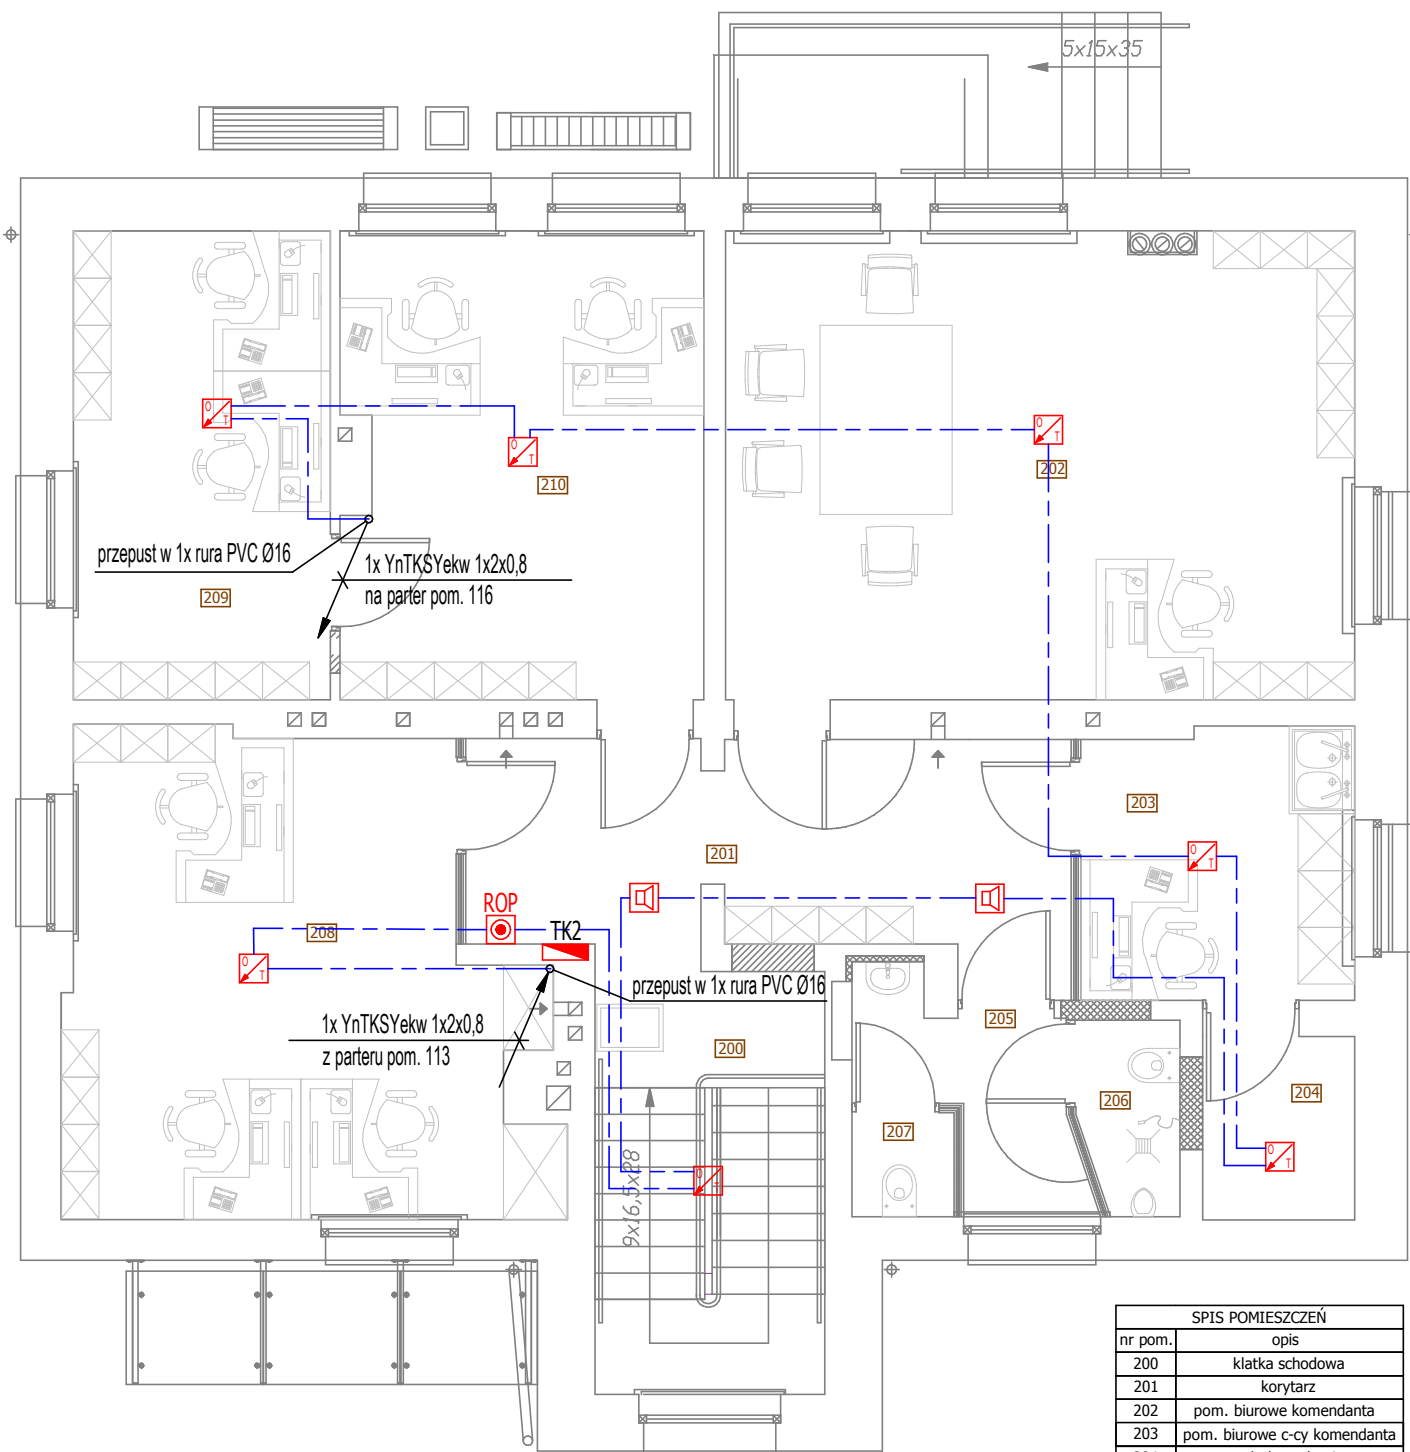 5x15x35
O
T
O
T
O
T
202
210
przepust w 1x rura PVC Ø16
1x YnTKSYekw 1x2x0,8
na parter pom. 116
209
203
201
O
T
ROP
TK2
208
O
T
przepust w 1x rura PVC Ø16
1x YnTKSYekw 1x2x0,8
z parteru pom. 113
205
200
204
206
207
O
T
O
T
9x16,5x28
SPIS POMIESZCZEŃ
nr pom. opis
200 klatka schodowa
201 korytarz
202 pom. biurowe komendanta
203 pom. biurowe c-cy komendanta